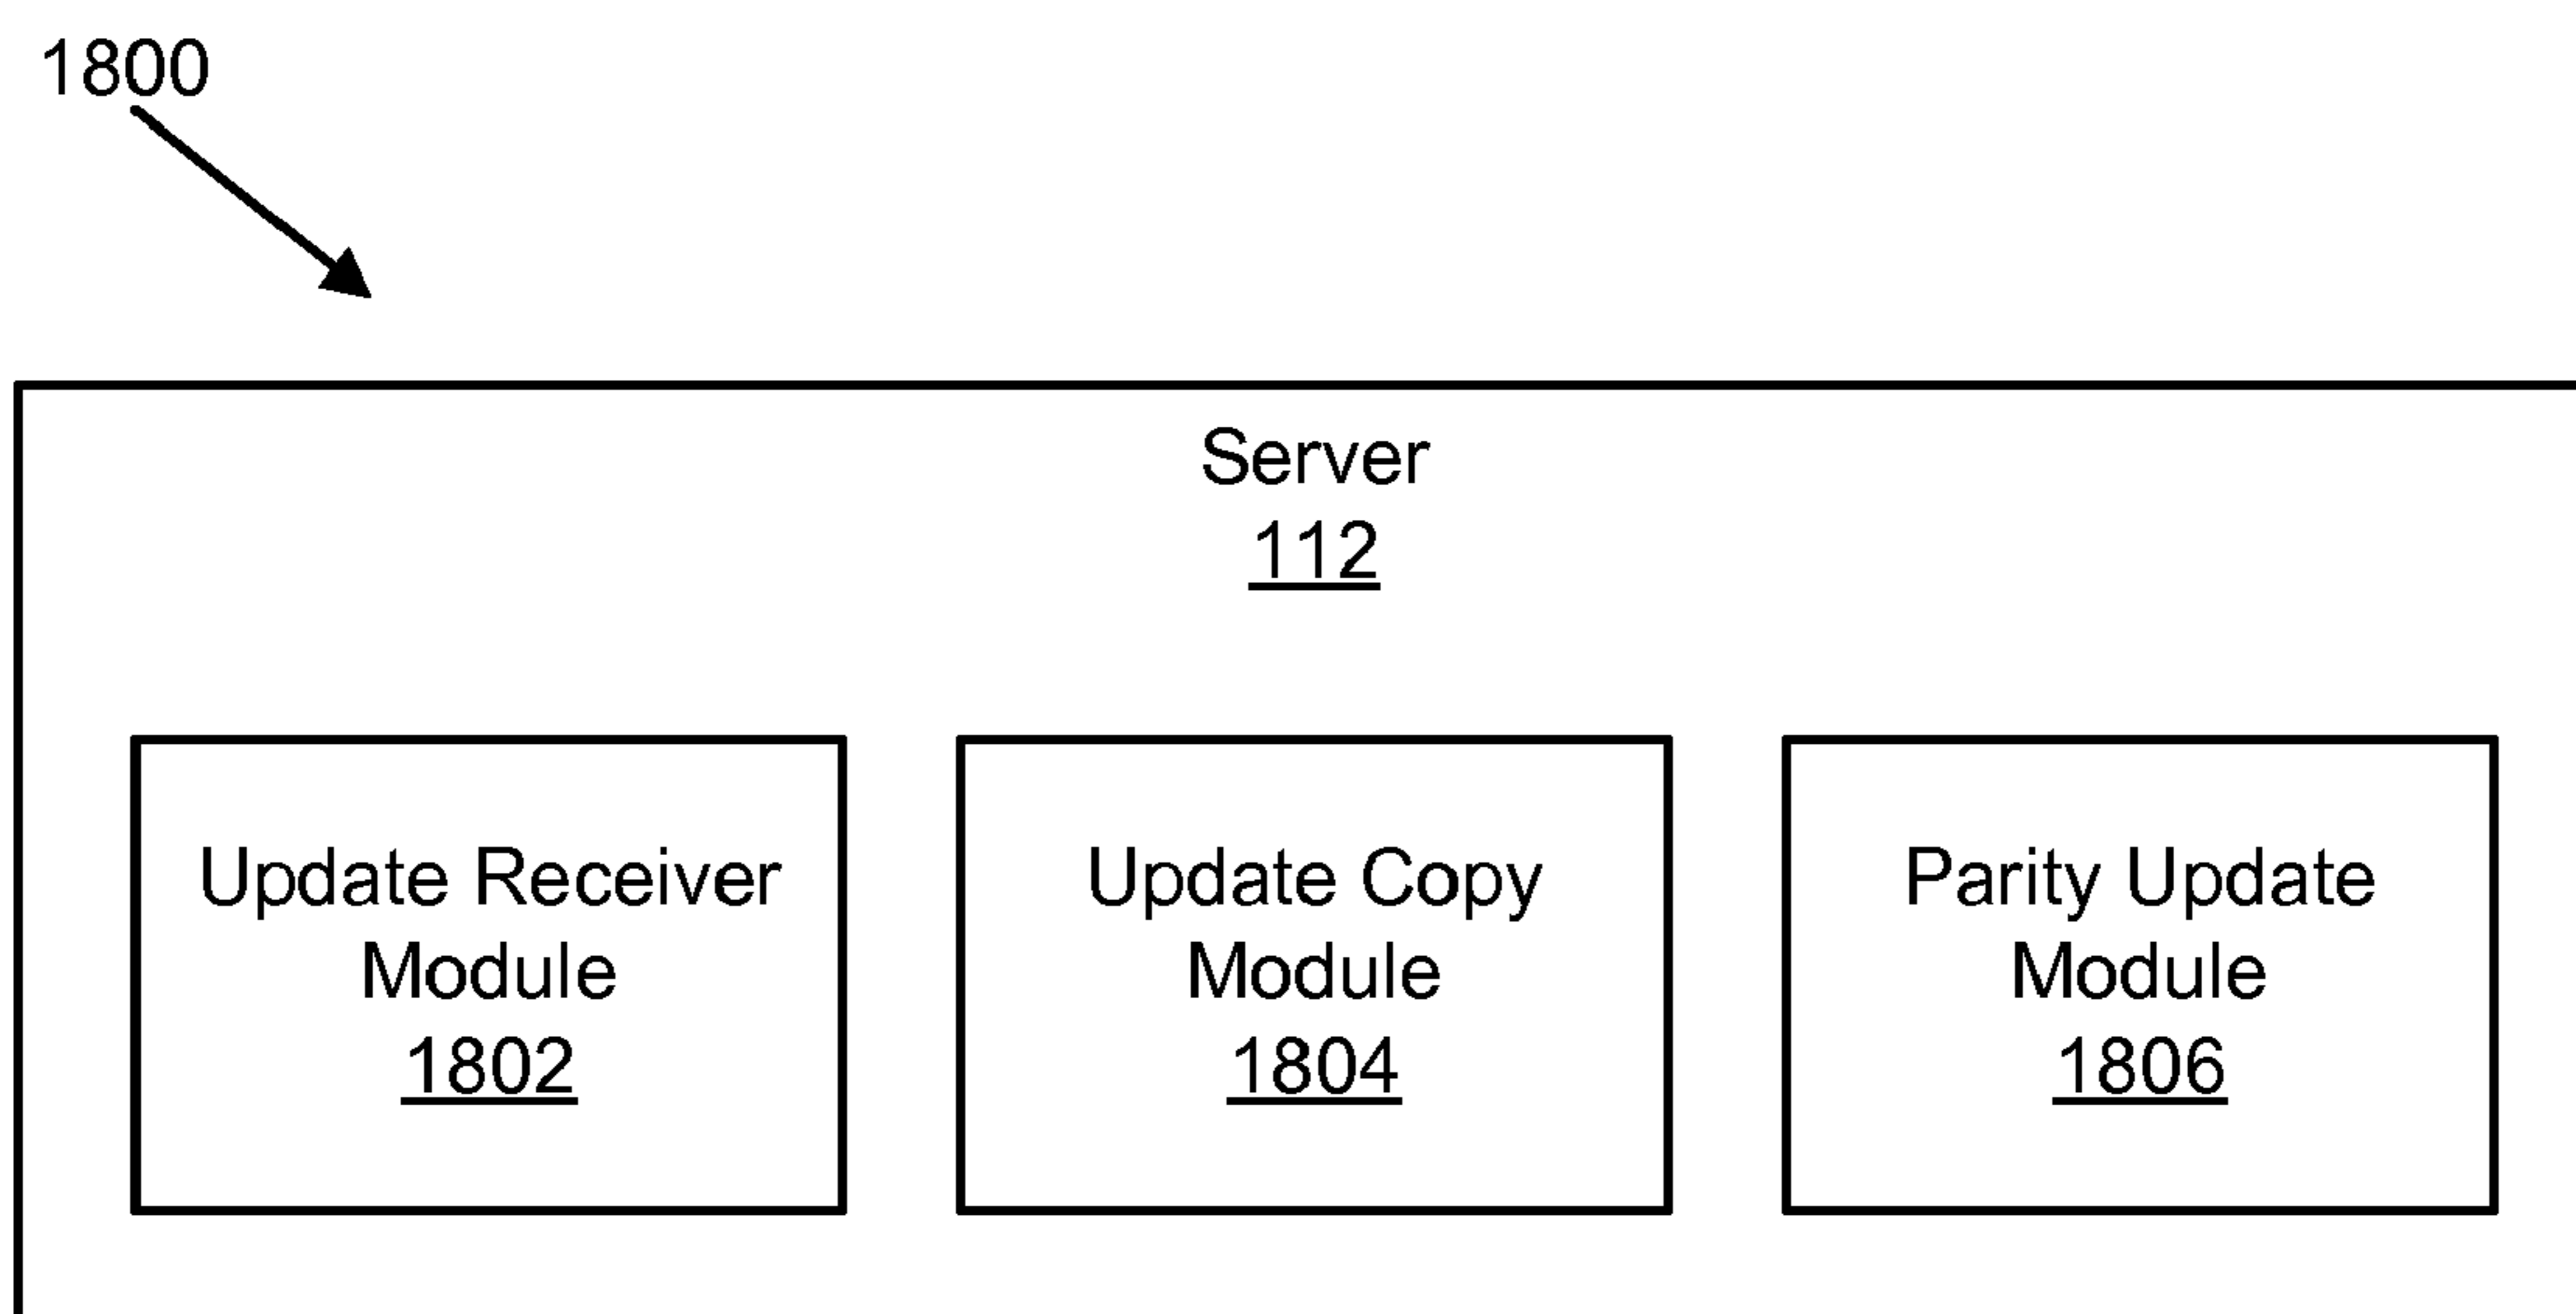 1800
Server
112
Update Receiver
Module
1802
Update Copy
Module
1804
Parity Update
Module
1806